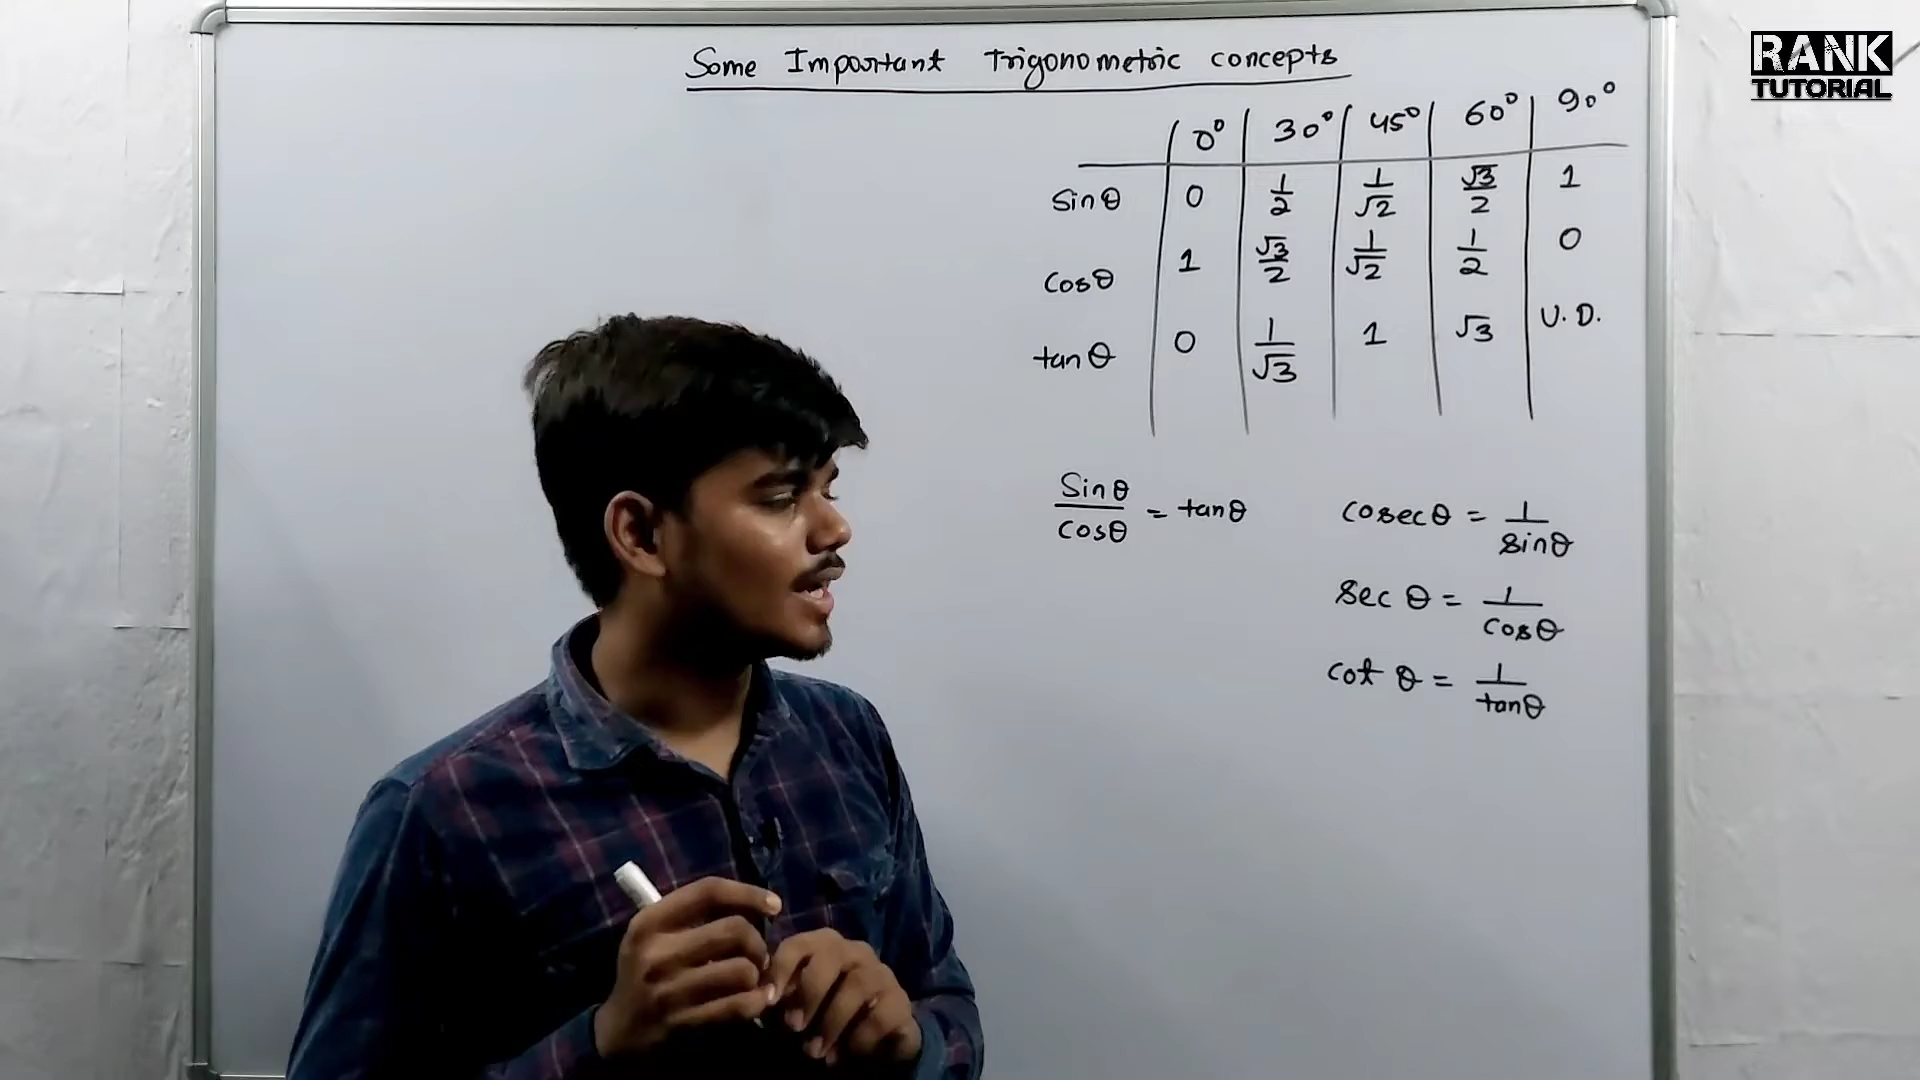 Some Important Trigonometric concepts
RANK
TUTORIAL
0° 30° 45° 60° 90°
sinθ 0 1/2 1/√2 √3/2 1
cosθ 1 √3/2 1/√2 1/2 0
tanθ 0 1/√3 1 √3 U.D.
Sinθ/cosθ = tanθ
cosecθ = 1/sinθ
sec θ = 1/cosθ
cot θ = 1/tanθ